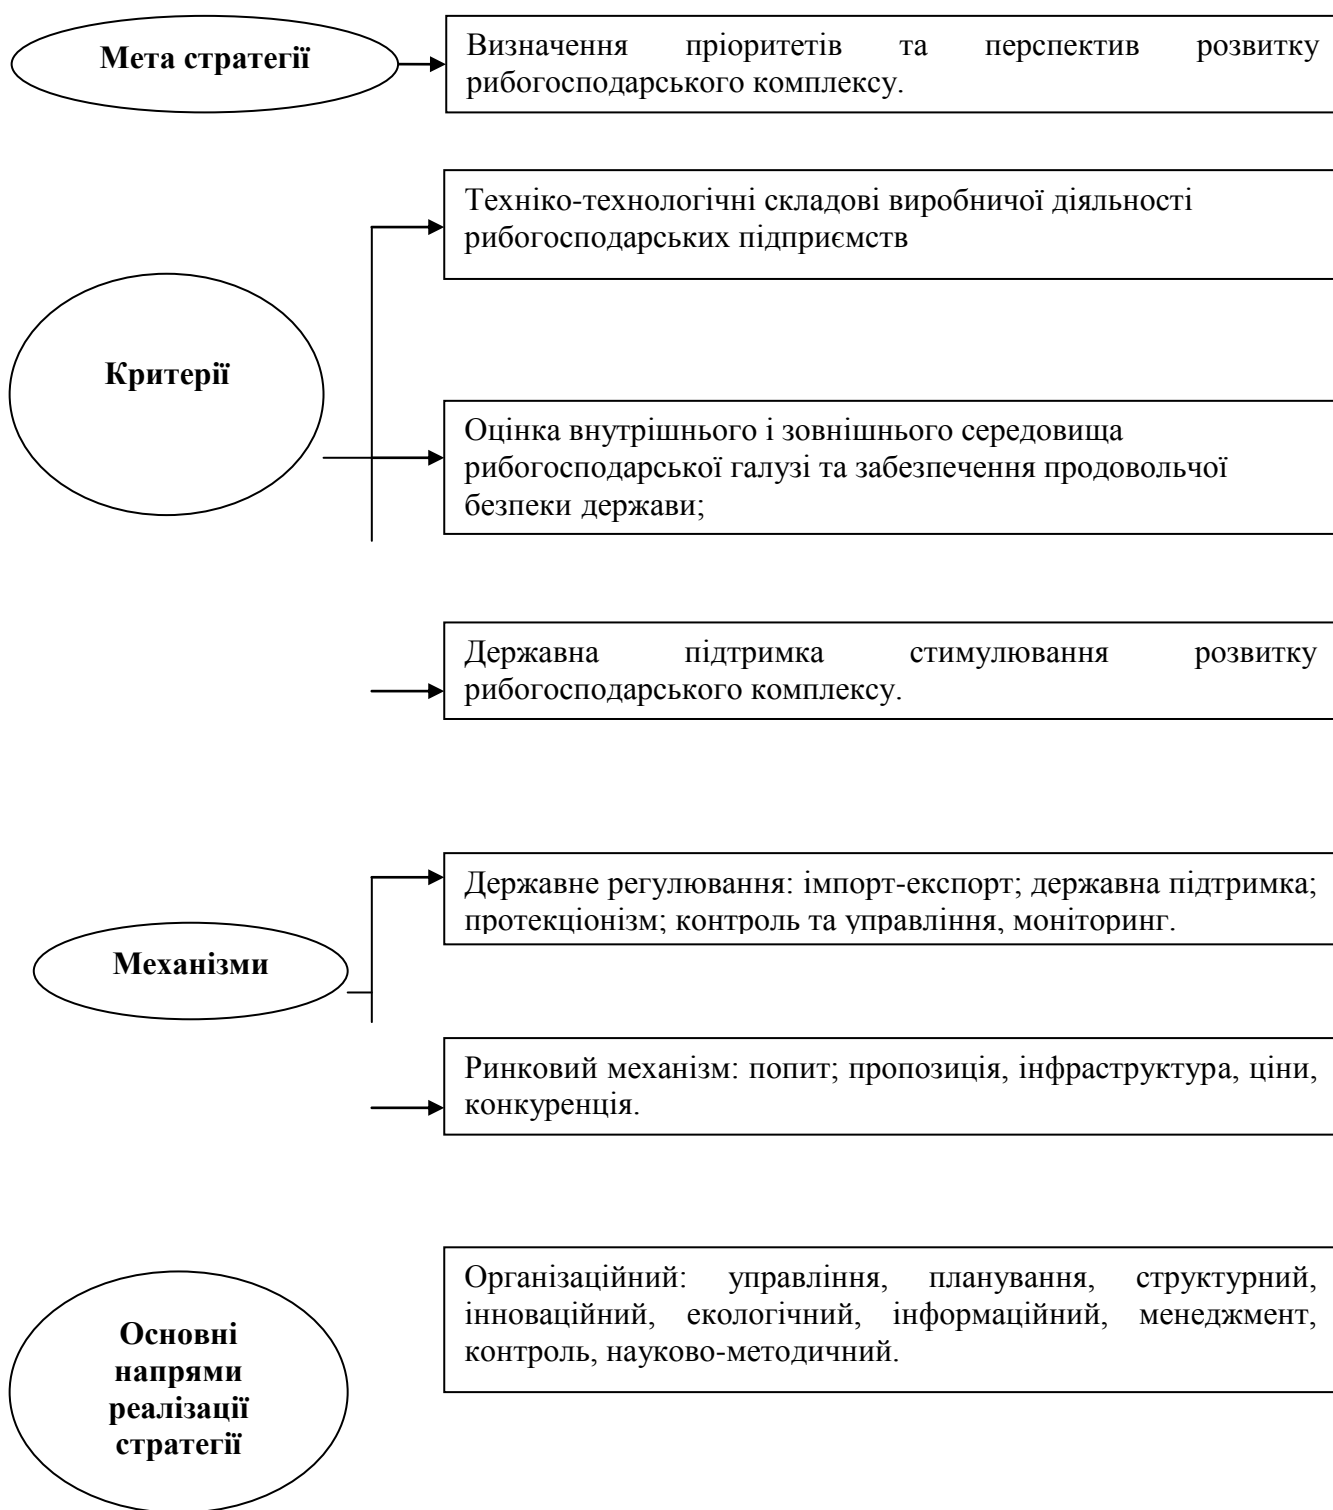 Мета стратегії
Визначення пріоритетів та перспектив розвитку
рибогосподарського комплексу.
Техніко-технологічні складові виробничої діяльності
рибогосподарських підприємств
Критерії
Оцінка внутрішнього і зовнішнього середовища
рибогосподарської галузі та забезпечення продовольчої
безпеки держави;
Державна підтримка стимулювання розвитку
рибогосподарського комплексу.
Державне регулювання: імпорт-експорт; державна підтримка;
протекціонізм; контроль та управління, моніторинг.
Механізми
Ринковий механізм: попит; пропозиція, інфраструктура, ціни,
конкуренція.
Організаційний: управління, планування, структурний,
інноваційний, екологічний, інформаційний, менеджмент,
контроль, науково-методичний.
Основні
напрями
реалізації
стратегії